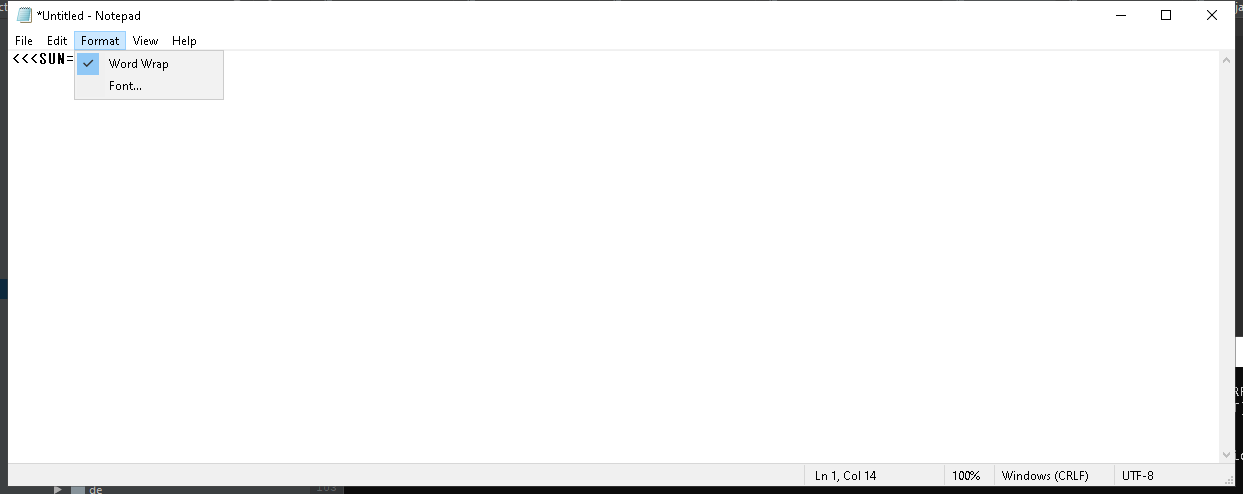 *Untitled - Notepad
File Edit Format View Help
<<<SUN=
Word Wrap
Font...
Ln 1, Col 14 100% Windows (CRLF) UTF-8
de 103